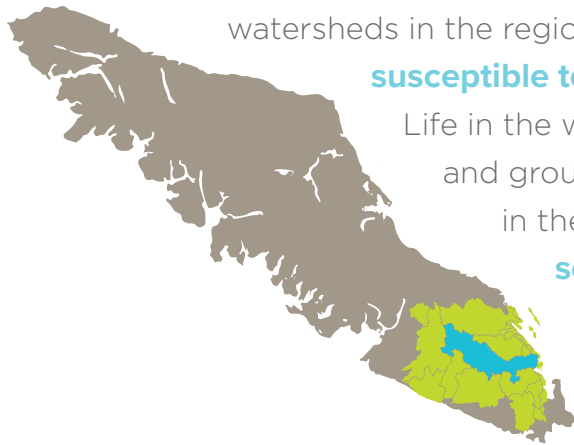 watersheds in the regio
susceptible t
Life in the
and grou
in the
s